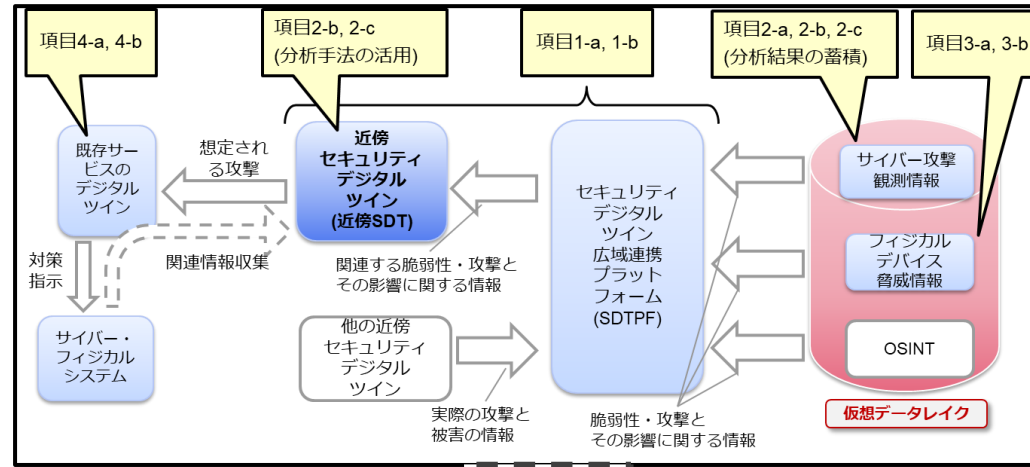 項目4-a, 4-b
項目2-b, 2-c
(分析手法の活用)
項目1-a, 1-b
項目2-a, 2-b, 2-c
(分析結果の蓄積)
項目3-a, 3-b
既存サー
ビスの
デジタル
ツイン
想定され
る攻撃
近傍
セキュリティ
デジタル
ツイン
(近傍SDT)
セキュリティ
デジタル
ツイン
広域連携
プラット
フォーム
(SDTPF)
サイバー攻撃
観測情報
フィジカル
デバイス
脅威情報
OSINT
仮想データレイク
対策
指示
関連情報収集
関連する脆弱性・攻撃と
その影響に関する情報
サイバー・
フィジカル
システム
他の近傍
セキュリティ
デジタル
ツイン
実際の攻撃と
被害の情報
脆弱性・攻撃と
その影響に関する情報